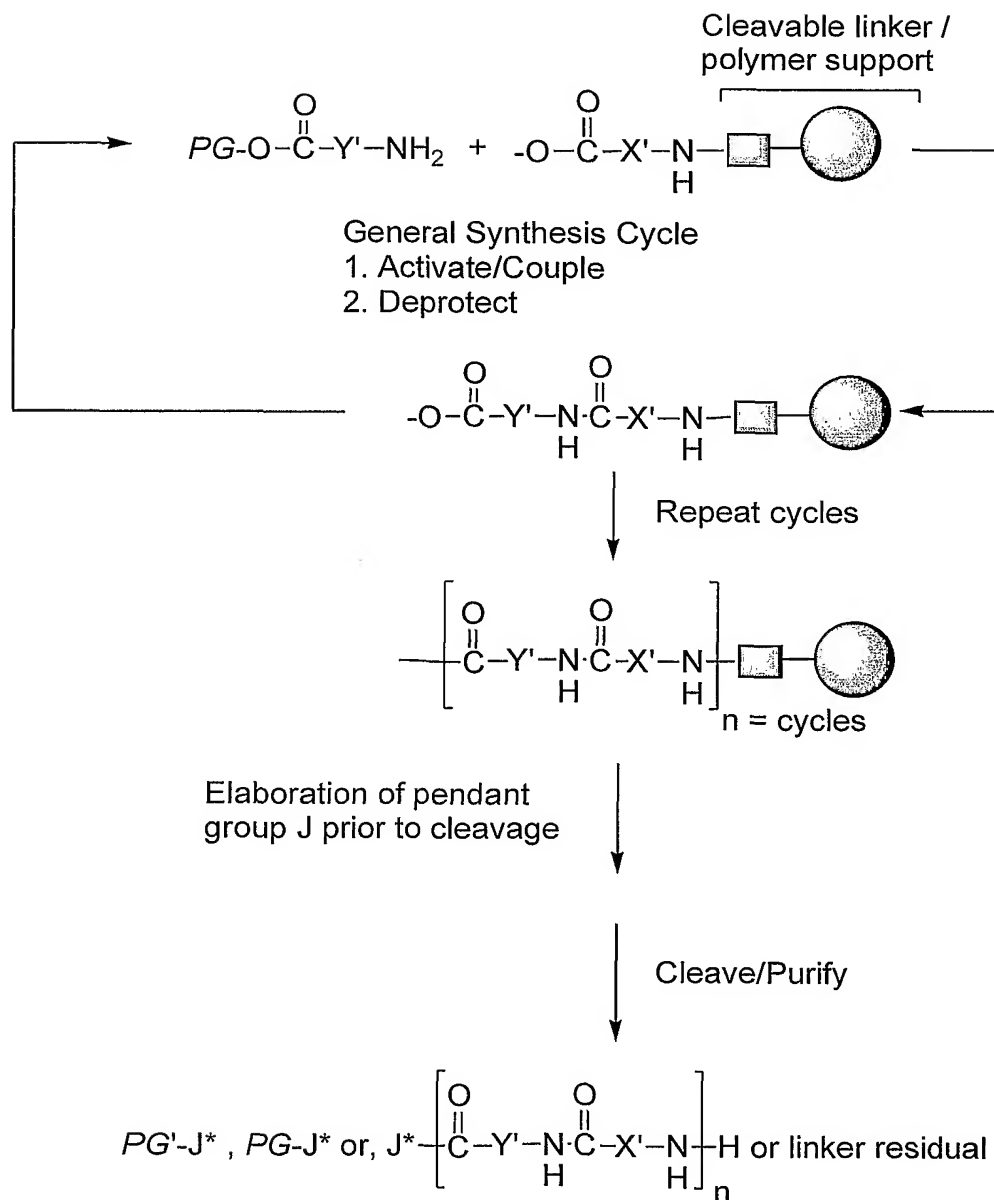 Cleavable linker /
polymer support
PG-O-C-Y'-NH2 + -O-C-X'-N
O O H
General Synthesis Cycle
1. Activate/Couple
2. Deprotect
O O
-O-C-Y'-N-C-X'-N
H H
Repeat cycles
O O
C-Y'-N-C-X'-N
H H
n = cycles
Elaboration of pendant
group J prior to cleavage
Cleave/Purify
O O
PG'-J* , PG-J* or, J*-[C-Y'-N-C-X'-N]-H or linker residual
H H n